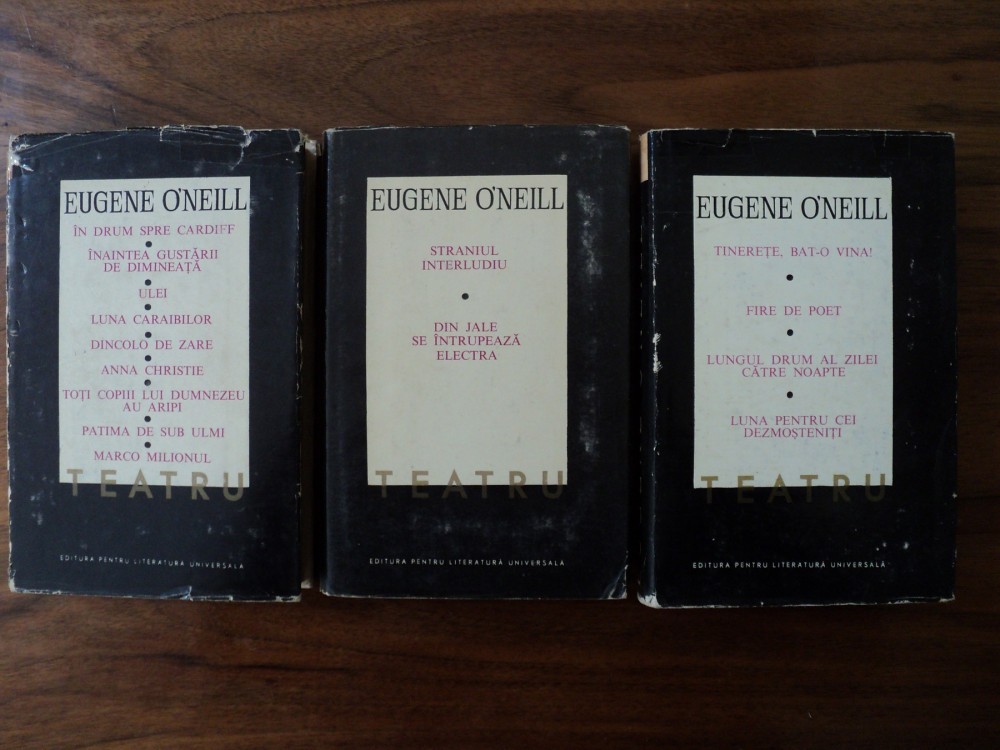 EUGENE O'NEILL
ÎN DRUM SPRE CARDIFF
ÎNAINTEA GUSTĂRII
DE DIMINEAȚĂ
ULEI
LUNA CARAIBILOR
DINCOLO DE ZARE
ANNA CHRISTIE
TOȚI COPIII LUI DUMNEZEU
AU ARIPI
PATIMA DE SUB ULMI
MARCO MILIONUL
TEATRU
EDITURA PENTRU LITERATURA UNIVERSALA
EUGENE O'NEILL
STRANIUL
INTERLUDIU
DIN JALE
SE ÎNTRUPEAZĂ
ELECTRA
TEATRU
EDITURA PENTRU LITERATURĂ UNIVERSALA
EUGENE O'NEILL
TINEREȚE, BAT-O VINA!
FIRE DE POET
LUNGUL DRUM AL ZILEI
CĂTRE NOAPTE
LUNA PENTRU CEI
DEZMOȘTENIȚI
TEATRU
EDITURA PENTRU LITERATURĂ UNIVERSALĂ